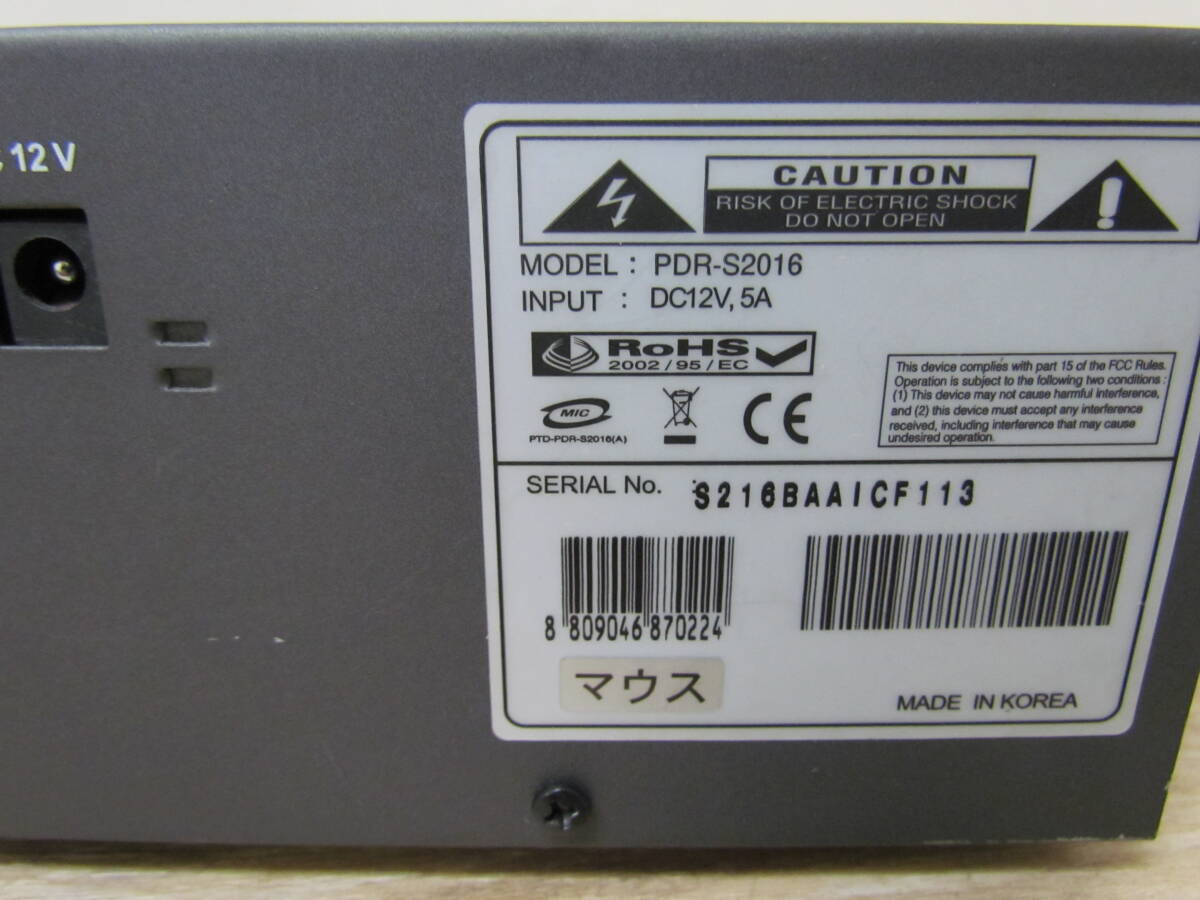 12V
CAUTION
RISK OF ELECTRIC SHOCK
DO NOT OPEN
MODEL : PDR-S2016
INPUT : DC12V, 5A
RoHS
2002/95/EC
This device complies with part 15 of the FCC Rules.
Operation is subject to the following two conditions :
(1) This device may not cause harmful interference,
and (2) this device must accept any interference
received, including interference that may cause
undesired operation.
MIC
PTD-PDR-S2016(A)
CE
SERIAL No. :S216BAAICF113
8 809046 870224
マウス
MADE IN KOREA